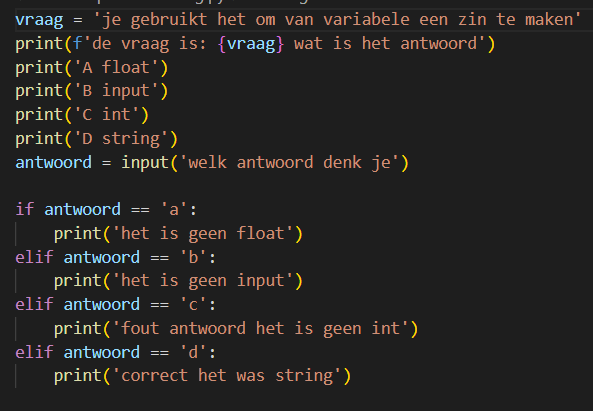 vraag = 'je gebruikt het om van variabele een zin te maken'
print(f'de vraag is: {vraag} wat is het antwoord')
print('A float')
print('B input')
print('C int')
print('D string')
antwoord = input('welk antwoord denk je')
if antwoord == 'a':
    print('het is geen float')
elif antwoord == 'b':
    print('het is geen input')
elif antwoord == 'c':
    print('fout antwoord het is geen int')
elif antwoord == 'd':
    print('correct het was string')